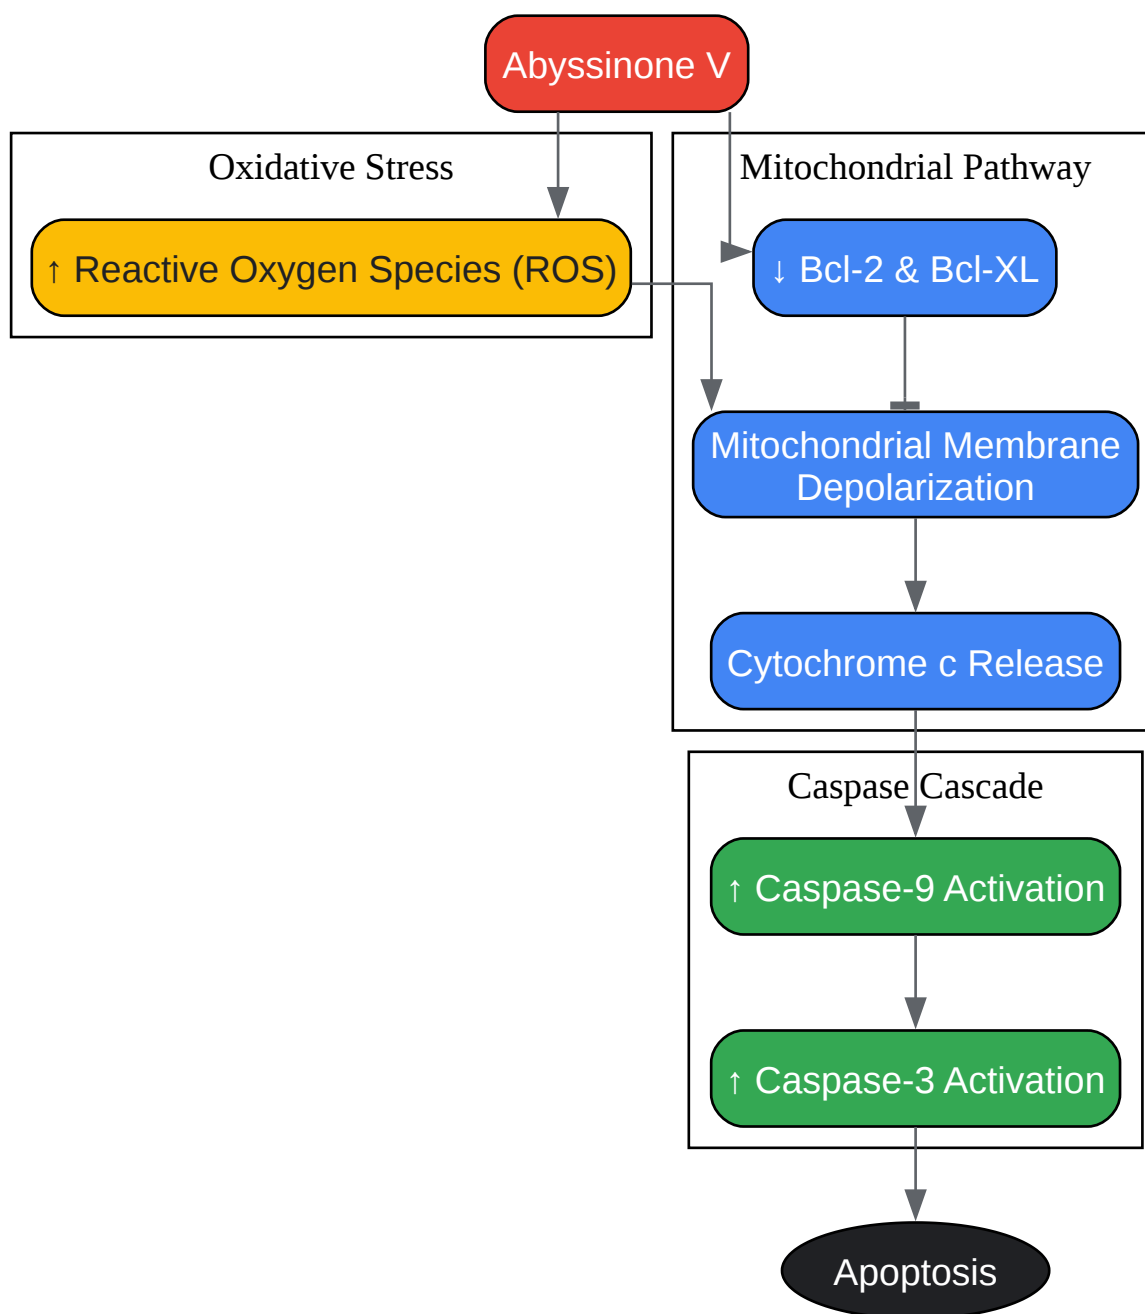 Abyssinone V
Oxidative Stress
Mitochondrial Pathway
↑ Reactive Oxygen Species (ROS)
↓ Bcl-2 & Bcl-XL
Mitochondrial Membrane
Depolarization
Cytochrome c Release
Caspase Cascade
↑ Caspase-9 Activation
↑ Caspase-3 Activation
Apoptosis